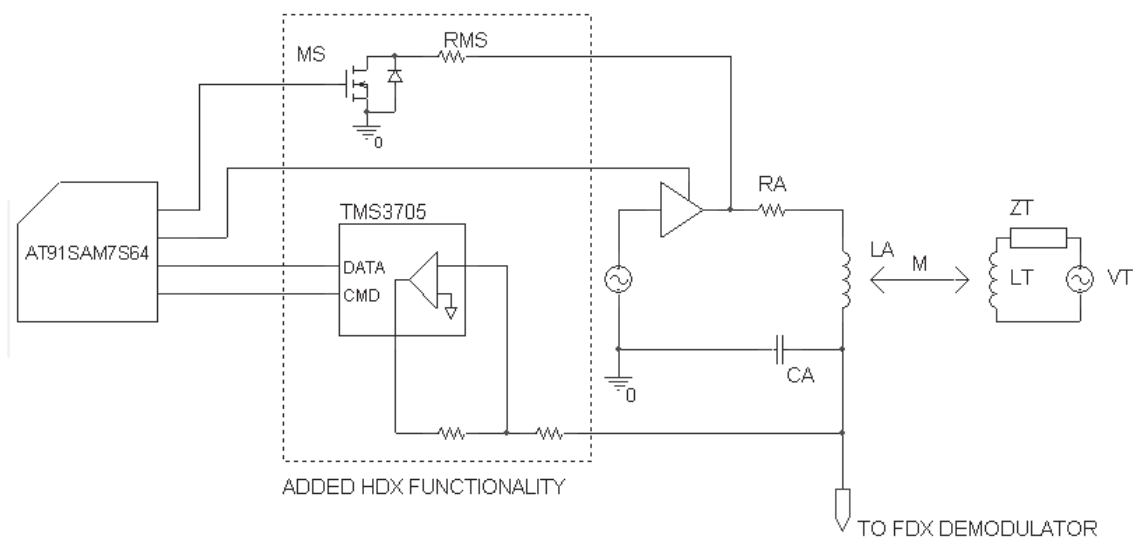 MS
RMS
0
AT91SAM7S64
TMS3705
DATA
CMD
RA
LA
M
ZT
LT
VT
CA
0
ADDED HDX FUNCTIONALITY
TO FDX DEMODULATOR